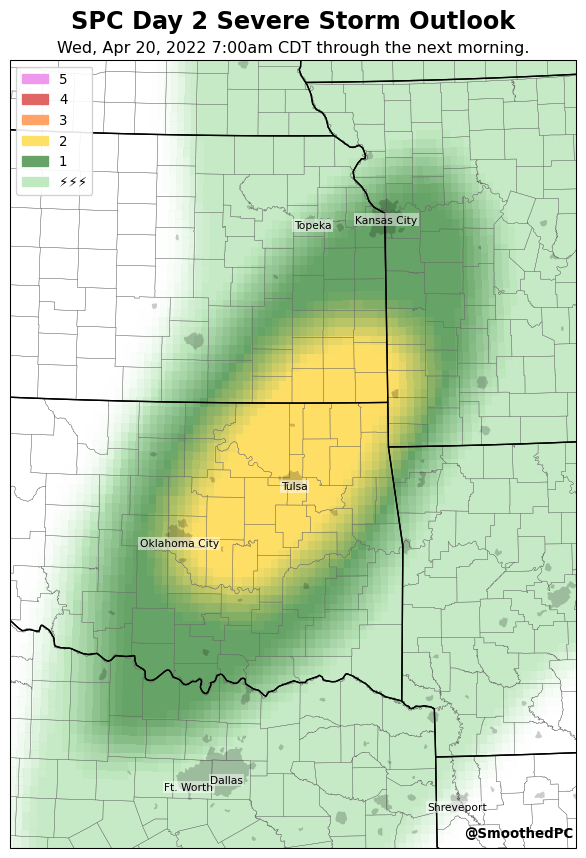 SPC Day 2 Severe Storm Outlook
Wed, Apr 20, 2022 7:00am CDT through the next morning.
5
4
3
2
1
⚡⚡⚡
Topeka
Kansas City
Tulsa
Oklahoma City
Dallas
Ft. Worth
Shreveport
@SmoothedPC